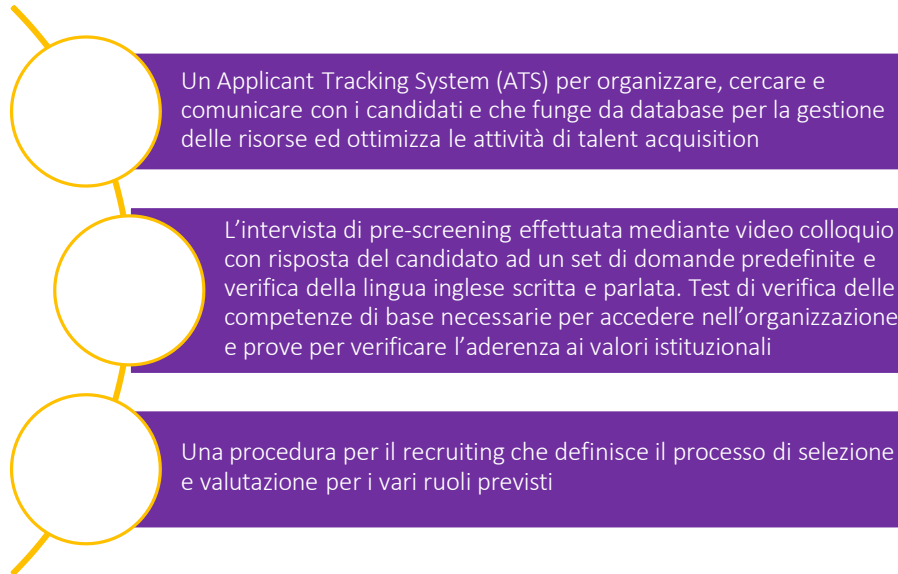 Un Applicant Tracking System (ATS) per organizzare, cercare e
comunicare con i candidati e che funge da database per la gestione
delle risorse ed ottimizza le attività di talent acquisition
L’intervista di pre-screening effettuata mediante video colloquio
con risposta del candidato ad un set di domande predefinite e
verifica della lingua inglese scritta e parlata. Test di verifica delle
competenze di base necessarie per accedere nell’organizzazione
e prove per verificare l’aderenza ai valori istituzionali
Una procedura per il recruiting che definisce il processo di selezione
e valutazione per i vari ruoli previsti